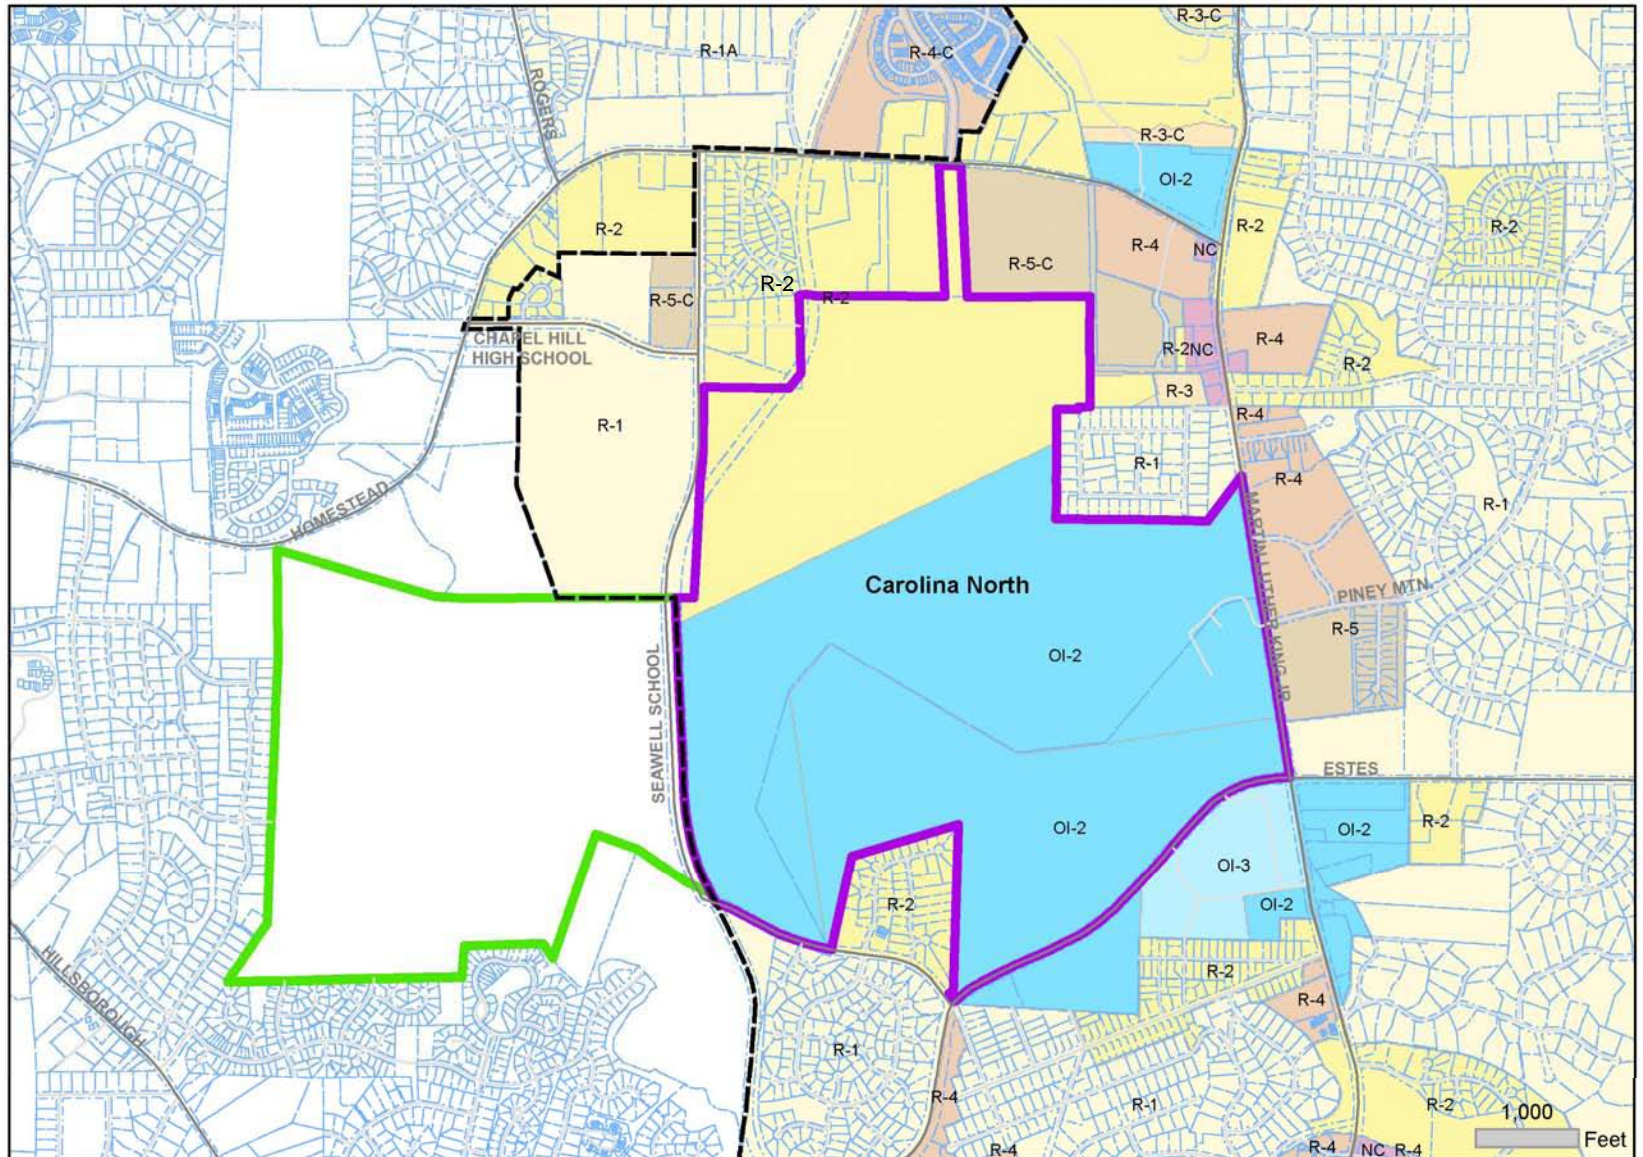 R-3-C
R-1A
R-4-C
ROGERS
R-3-C
OI-2
R-2
R-2
R-2
R-4
NC
R-5-C
R-2
R-2
R-5-C
CHAPEL HILL
HIGH SCHOOL
R-4
R-2
NC
R-2
R-3
R-4
R-1
R-1
R-4
R-1
HOMESTEAD
MARTIN LUTHER KING JR
Carolina North
PINEY MTN.
R-5
OI-2
SEAWELL SCHOOL
ESTES
OI-2
OI-2
R-2
OI-3
R-2
OI-2
HILLSBOROUGH
R-2
R-4
R-1
R-4
R-1
R-2
1,000
Feet
R-4
R-4
NC
R-4